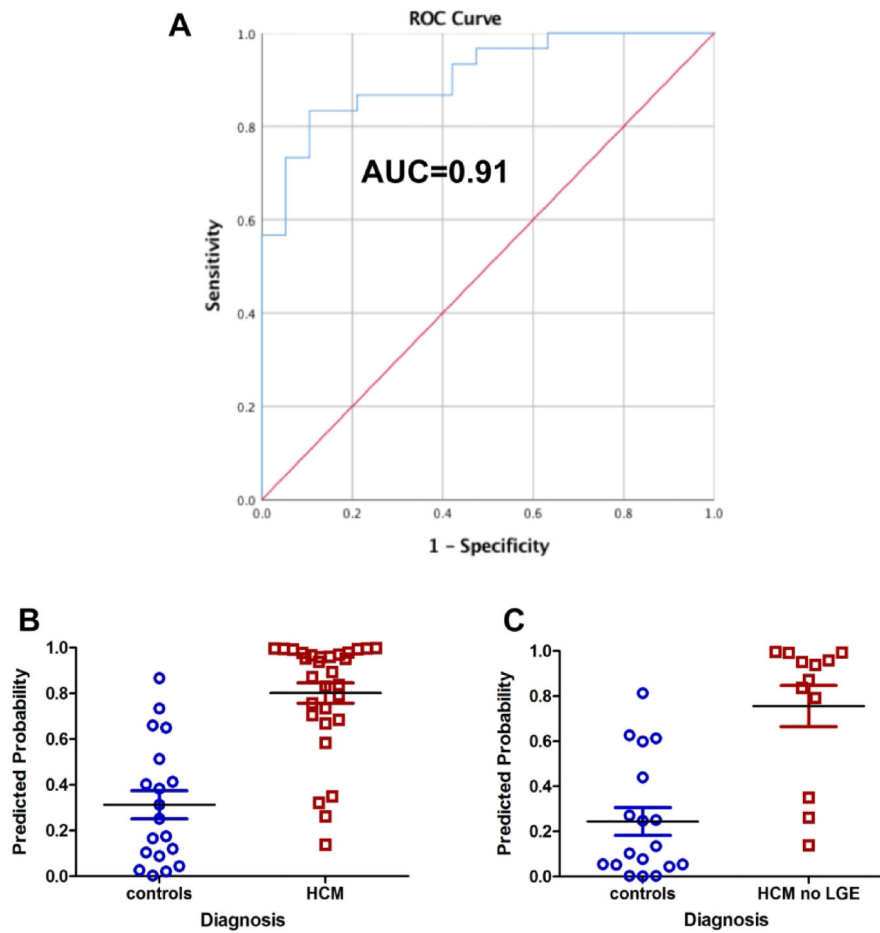 A
ROC Curve
1.0
0.8
0.6
0.4
0.2
0.0
Sensitivity
AUC=0.91
0.0 0.2 0.4 0.6 0.8 1.0
1 - Specificity
B
1.0
0.8
0.6
0.4
0.2
0.0
Predicted Probability
controls HCM
Diagnosis
C
1.0
0.8
0.6
0.4
0.2
0.0
Predicted Probability
controls HCM no LGE
Diagnosis